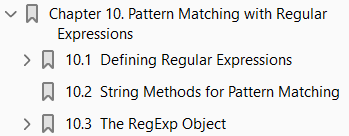 Chapter 10. Pattern Matching with Regular
Expressions
10.1 Defining Regular Expressions
10.2 String Methods for Pattern Matching
10.3 The RegExp Object